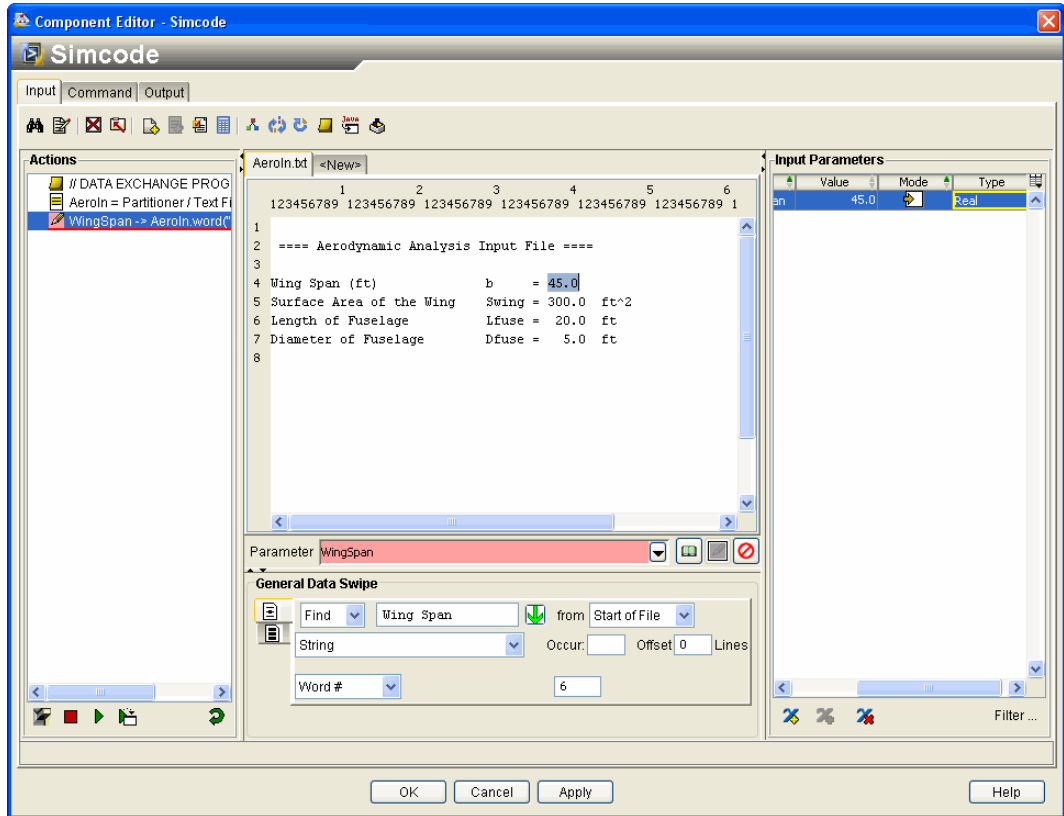 Component Editor - Simcode
Simcode
Input Command Output
Actions
// DATA EXCHANGE PROG
AeroIn = Partitioner / Text Fi
WingSpan -> AeroIn.word("
AeroIn.txt <New>
1 2 3 4 5 6
123456789 123456789 123456789 123456789 123456789 123456789 1
1
2 ==== Aerodynamic Analysis Input File ====
3
4 Wing Span (ft) b = 45.0
5 Surface Area of the Wing Swing = 300.0 ft^2
6 Length of Fuselage Lfuse = 20.0 ft
7 Diameter of Fuselage Dfuse = 5.0 ft
8
Parameter WingSpan
General Data Swipe
Find Wing Span from Start of File
String Occur: Offset 0 Lines
Word # 6
Input Parameters
Value Mode Type
an 45.0 Real
Filter ...
OK Cancel Apply Help